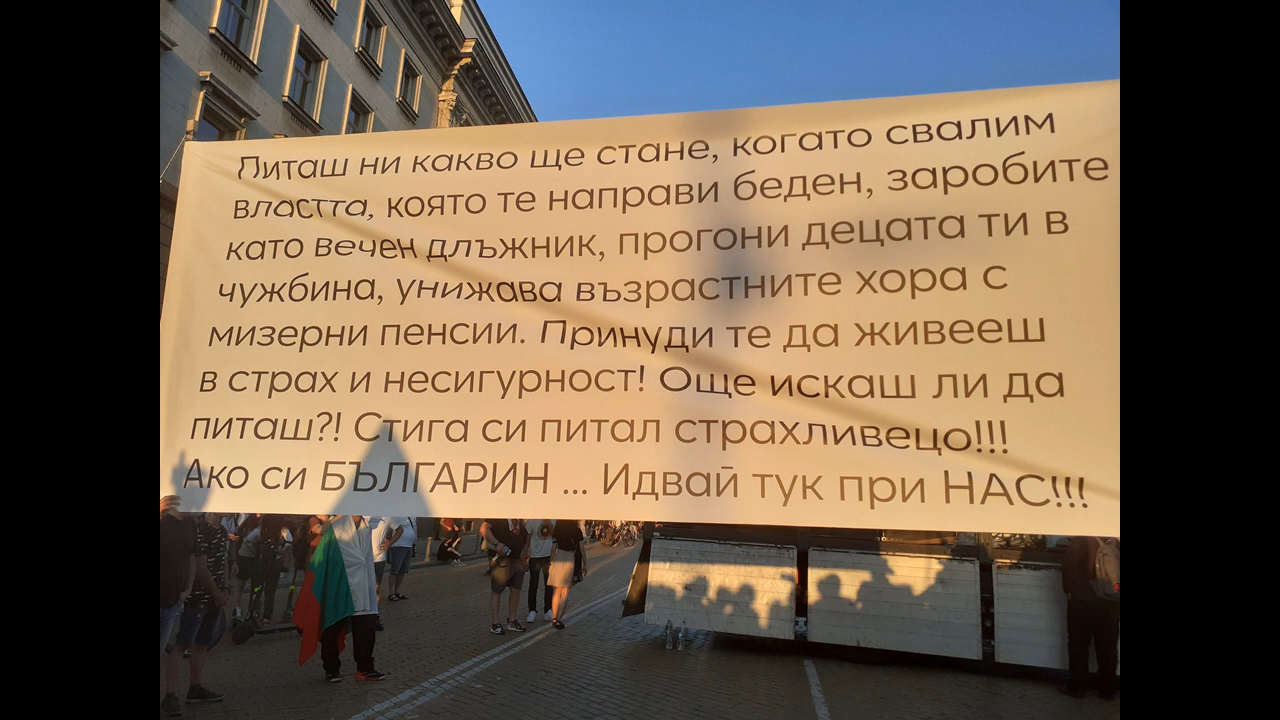 Питаш ни какво ще стане, когато свалим
властта, която те направи беден, заробите
като вечен длъжник, прогони децата ти в
чужбина, унижава възрастните хора с
мизерни пенсии. Принуди те да живееш
в страх и несигурност! Още искаш ли да
питаш?! Стига си питал страхливецо!!!
Ако си БЪЛГАРИН ... Идвай тук при НАС!!!